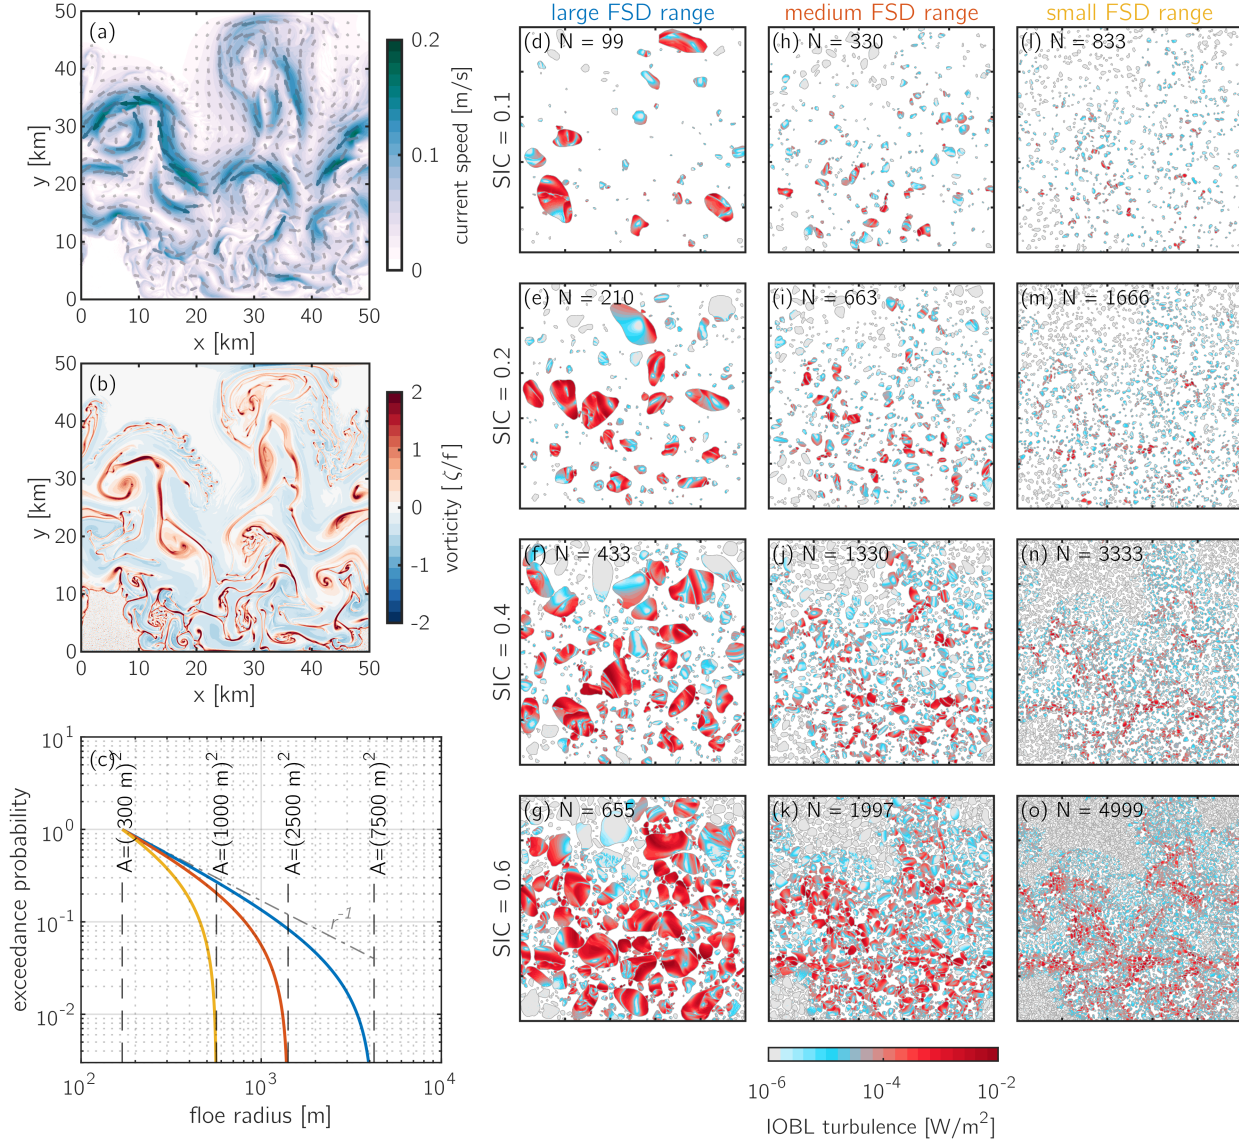 large FSD range
medium FSD range
small FSD range
(a)
50
40
30
20
10
0
y [km]
0 10 20 30 40 50
x [km]
0.2
0.1
0
current speed [m/s]
(b)
50
40
30
20
10
0
y [km]
0 10 20 30 40 50
x [km]
2
1
0
-1
-2
vorticity [ζ/f]
(c)
10^1
10^0
10^-1
10^-2
exceedance probability
A=(300 m)^2
A=(1000 m)^2
A=(2500 m)^2
A=(7500 m)^2
r^-1
10^2 10^3 10^4
floe radius [m]
SIC = 0.1
(d) N = 99
(h) N = 330
(l) N = 833
SIC = 0.2
(e) N = 210
(i) N = 663
(m) N = 1666
SIC = 0.4
(f) N = 433
(j) N = 1330
(n) N = 3333
SIC = 0.6
(g) N = 655
(k) N = 1997
(o) N = 4999
10^-6 10^-4 10^-2
IOBL turbulence [W/m^2]